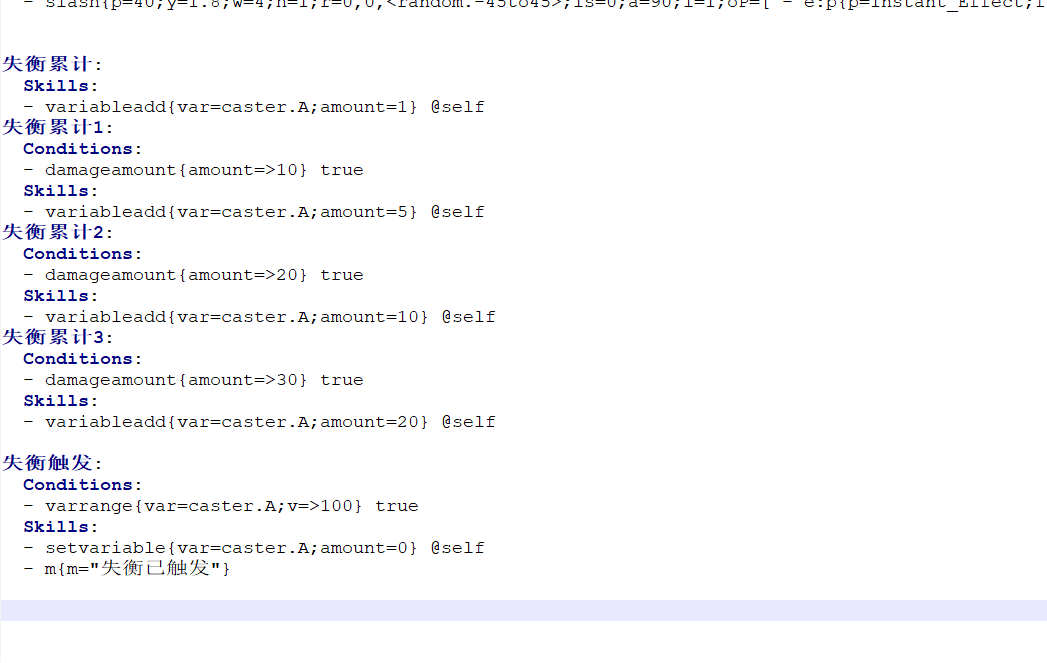 - slash{p=40;y=1.8;w=4;h=1;r=0,0,<random.-45to45>;is=0;a=90;i=1;oP=[ - e:p{p=Instant_Effect;
失衡累计:
  Skills:
  - variableadd{var=caster.A;amount=1} @self
失衡累计1:
  Conditions:
  - damageamount{amount=>10} true
  Skills:
  - variableadd{var=caster.A;amount=5} @self
失衡累计2:
  Conditions:
  - damageamount{amount=>20} true
  Skills:
  - variableadd{var=caster.A;amount=10} @self
失衡累计3:
  Conditions:
  - damageamount{amount=>30} true
  Skills:
  - variableadd{var=caster.A;amount=20} @self
失衡触发:
  Conditions:
  - varrange{var=caster.A;v=>100} true
  Skills:
  - setvariable{var=caster.A;amount=0} @self
  - m{m="失衡已触发"}